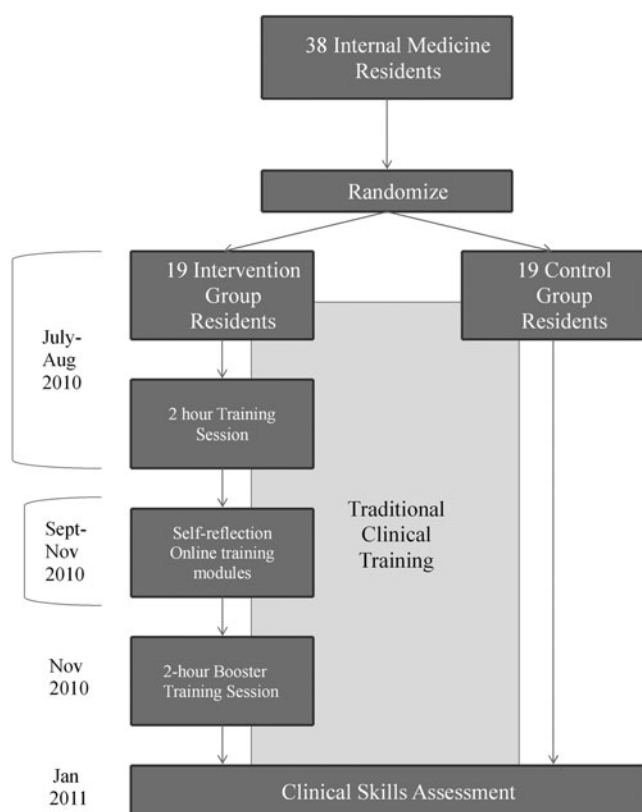 38 Internal Medicine
Residents
Randomize
19 Intervention
Group
Residents
19 Control
Group
Residents
July-
Aug
2010
2 hour Training
Session
Traditional
Clinical
Training
Sept-
Nov
2010
Self-reflection
Online training
modules
Nov
2010
2-hour Booster
Training Session
Jan
2011
Clinical Skills Assessment